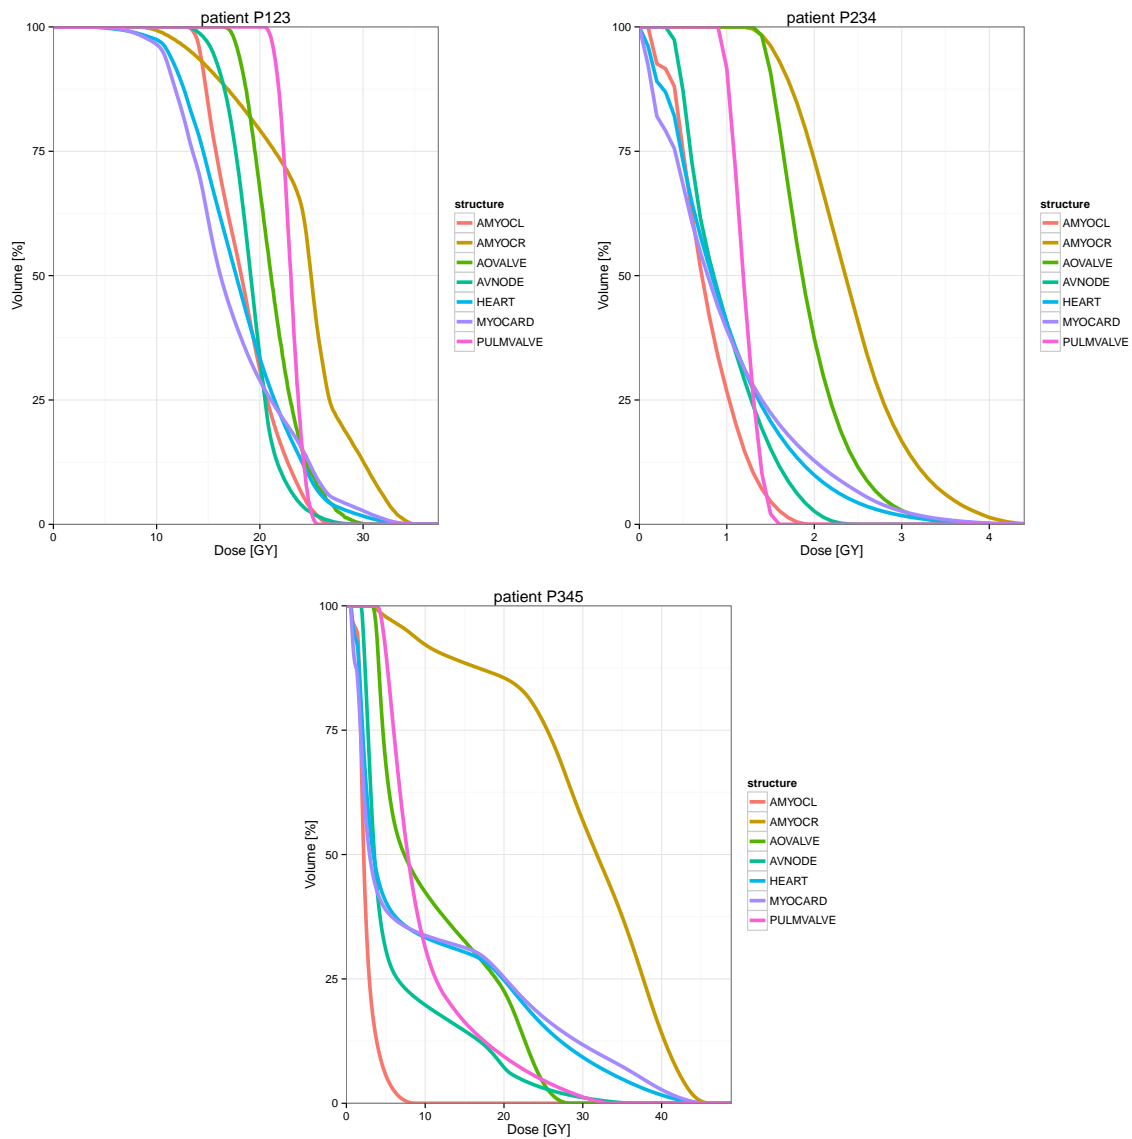 patient P123
Volume [%]
100
75
50
25
0
0 10 20 30
Dose [GY]
structure
AMYOCL
AMYOCR
AOVALVE
AVNODE
HEART
MYOCARD
PULMVALVE
patient P234
Volume [%]
100
75
50
25
0
0 1 2 3 4
Dose [GY]
structure
AMYOCL
AMYOCR
AOVALVE
AVNODE
HEART
MYOCARD
PULMVALVE
patient P345
Volume [%]
100
75
50
25
0
0 10 20 30 40
Dose [GY]
structure
AMYOCL
AMYOCR
AOVALVE
AVNODE
HEART
MYOCARD
PULMVALVE